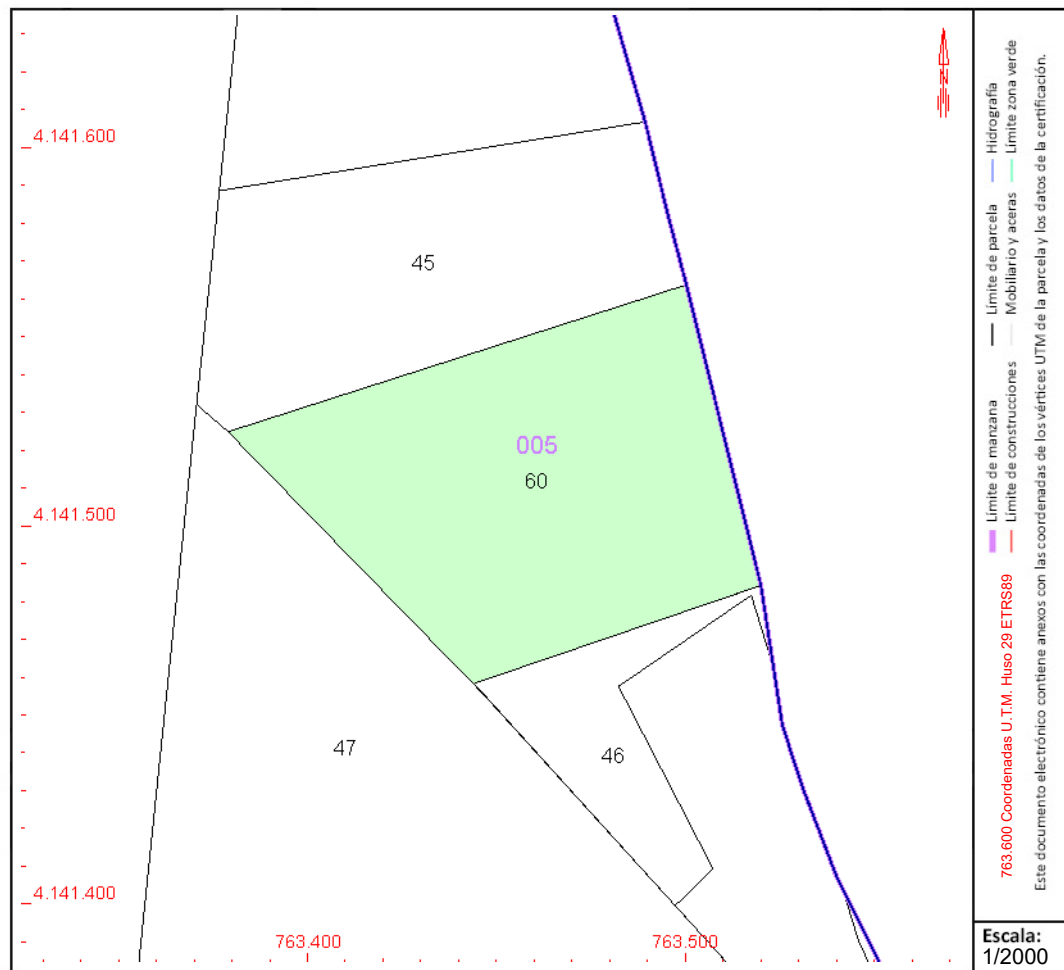 4.141.600
45
005
60
4.141.500
47
46
4.141.400
763.400
763.500
N
Límite de manzana
Límite de parcela
Hidrografía
Límite de construcciones
Mobiliario y aceras
Límite zona verde
763.600 Coordenadas U.T.M. Huso 29 ETRS89
Este documento electrónico contiene anexos con las coordenadas de los vértices UTM de la parcela y los datos de la certificación.
Escala:
1/2000